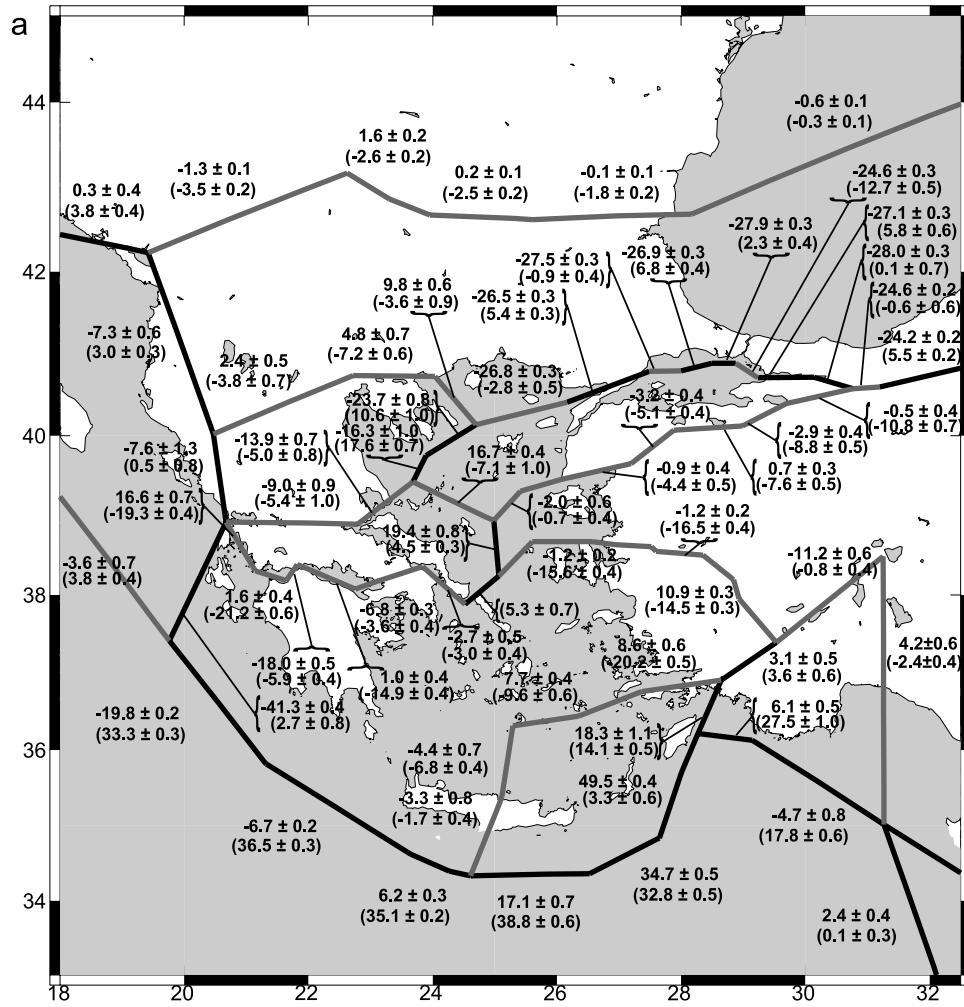 a
44
-0.6 ± 0.1
(-0.3 ± 0.1)
1.6 ± 0.2
(-2.6 ± 0.2)
-1.3 ± 0.1
(-3.5 ± 0.2)
0.2 ± 0.1
(-2.5 ± 0.2)
-0.1 ± 0.1
(-1.8 ± 0.2)
-24.6 ± 0.3
(-12.7 ± 0.5)
0.3 ± 0.4
(3.8 ± 0.4)
-27.1 ± 0.3
(5.8 ± 0.6)
-27.9 ± 0.3
(2.3 ± 0.4)
-28.0 ± 0.3
(0.1 ± 0.7)
-26.9 ± 0.3
(6.8 ± 0.4)
-27.5 ± 0.3
(-0.9 ± 0.4)
42
9.8 ± 0.6
(-3.6 ± 0.9)
-26.5 ± 0.3
(5.4 ± 0.3)
-24.6 ± 0.2
(-0.6 ± 0.6)
-7.3 ± 0.6
(3.0 ± 0.3)
4.8 ± 0.7
(-7.2 ± 0.6)
-24.2 ± 0.2
(5.5 ± 0.2)
2.4 ± 0.5
(-3.8 ± 0.7)
-26.8 ± 0.3
(-2.8 ± 0.5)
-23.7 ± 0.8
(10.6 ± 1.0)
-3.2 ± 0.4
(-5.1 ± 0.4)
-0.5 ± 0.4
(-10.8 ± 0.7)
-16.3 ± 1.0
(17.6 ± 0.7)
40
-13.9 ± 0.7
(-5.0 ± 0.8)
-2.9 ± 0.4
(-8.8 ± 0.5)
-7.6 ± 1.3
(0.5 ± 0.8)
16.7 ± 0.4
(-7.1 ± 1.0)
-0.9 ± 0.4
(-4.4 ± 0.5)
0.7 ± 0.3
(-7.6 ± 0.5)
-9.0 ± 0.9
(-5.4 ± 1.0)
16.6 ± 0.7
(-19.3 ± 0.4)
-2.0 ± 0.6
(-0.7 ± 0.4)
-1.2 ± 0.2
(-16.5 ± 0.4)
19.4 ± 0.8
(4.5 ± 0.3)
-3.6 ± 0.7
(3.8 ± 0.4)
-1.2 ± 0.2
(-15.6 ± 0.4)
-11.2 ± 0.6
(-0.8 ± 0.4)
38
1.6 ± 0.4
(-21.2 ± 0.6)
-6.8 ± 0.3
(-3.6 ± 0.4)
(5.3 ± 0.7)
10.9 ± 0.3
(-14.5 ± 0.3)
-2.7 ± 0.5
(-3.0 ± 0.4)
8.6 ± 0.6
(-20.2 ± 0.5)
4.2±0.6
(-2.4±0.4)
-18.0 ± 0.5
(-5.9 ± 0.4)
1.0 ± 0.4
(-14.9 ± 0.4)
7.7 ± 0.4
(-9.6 ± 0.6)
3.1 ± 0.5
(3.6 ± 0.6)
-41.3 ± 0.4
(2.7 ± 0.8)
6.1 ± 0.5
(27.5 ± 1.0)
-19.8 ± 0.2
(33.3 ± 0.3)
18.3 ± 1.1
(14.1 ± 0.5)
36
-4.4 ± 0.7
(-6.8 ± 0.4)
49.5 ± 0.4
(3.3 ± 0.6)
-3.3 ± 0.8
(-1.7 ± 0.4)
-4.7 ± 0.8
(17.8 ± 0.6)
-6.7 ± 0.2
(36.5 ± 0.3)
34.7 ± 0.5
(32.8 ± 0.5)
34
6.2 ± 0.3
(35.1 ± 0.2)
17.1 ± 0.7
(38.8 ± 0.6)
2.4 ± 0.4
(0.1 ± 0.3)
18 20 22 24 26 28 30 32